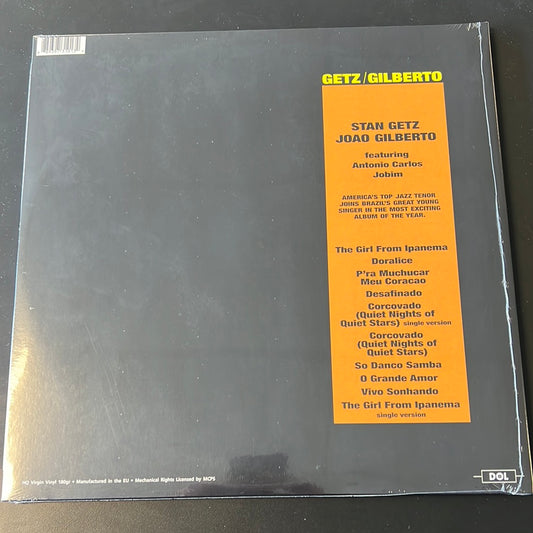 GETZ/GILBERTO
STAN GETZ
JOAO GILBERTO
featuring
Antonio Carlos
Jobim
AMERICA'S TOP JAZZ TENOR
JOINS BRAZIL'S GREAT YOUNG
SINGER IN THE MOST EXCITING
ALBUM OF THE YEAR.
The Girl From Ipanema
Doralice
P'ra Muchucar
Meu Coracao
Desafinado
Corcovado
(Quiet Nights of
Quiet Stars) single version
Corcovado
(Quiet Nights of
Quiet Stars)
So Danco Samba
O Grande Amor
Vivo Sonhando
The Girl From Ipanema
single version
HQ Virgin Vinyl 180gr • Manufactured in the EU • Mechanical Rights Licensed by MCPS
DOL